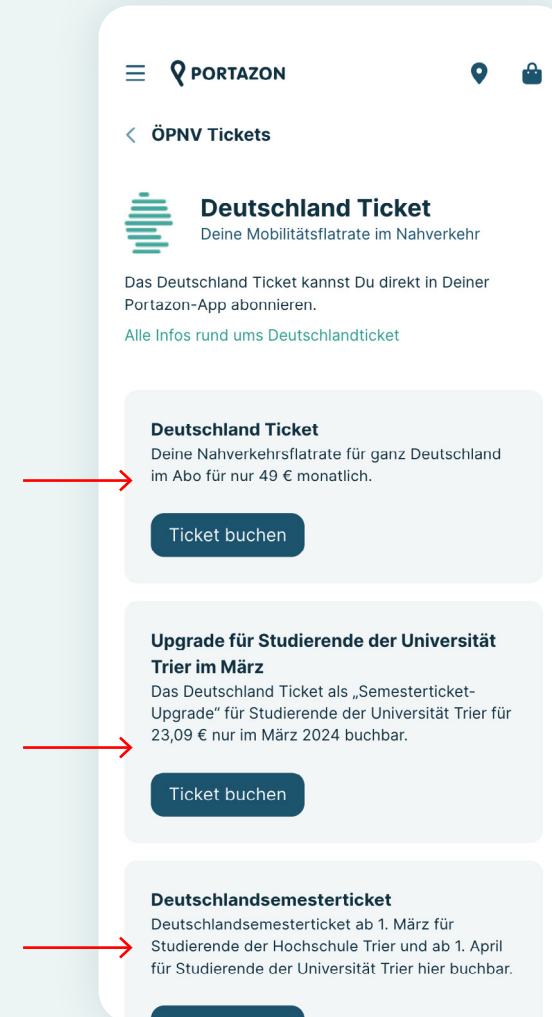 PORTAZON
ÖPNV Tickets
Deutschland Ticket
Deine Mobilitätsflatrate im Nahverkehr
Das Deutschland Ticket kannst Du direkt in Deiner
Portazon-App abonnieren.
Alle Infos rund ums Deutschlandticket
Deutschland Ticket
Deine Nahverkehrsflatrate für ganz Deutschland
im Abo für nur 49 € monatlich.
Ticket buchen
Upgrade für Studierende der Universität
Trier im März
Das Deutschland Ticket als „Semesterticket-
Upgrade“ für Studierende der Universität Trier für
23,09 € nur im März 2024 buchbar.
Ticket buchen
Deutschlandsemesterticket
Deutschlandsemesterticket ab 1. März für
Studierende der Hochschule Trier und ab 1. April
für Studierende der Universität Trier hier buchbar.